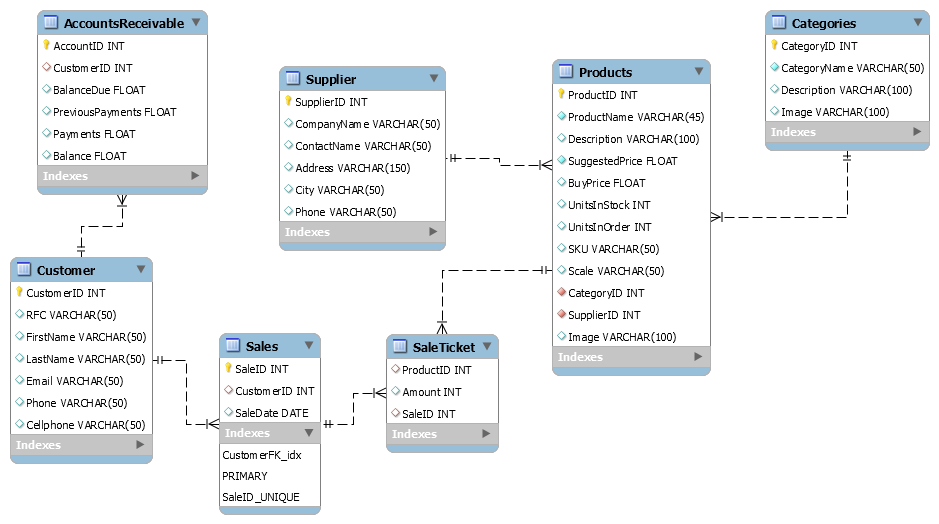 AccountsReceivable
AccountID INT
CustomerID INT
BalanceDue FLOAT
PreviousPayments FLOAT
Payments FLOAT
Balance FLOAT
Indexes
Supplier
SupplierID INT
CompanyName VARCHAR(50)
ContactName VARCHAR(50)
Address VARCHAR(150)
City VARCHAR(50)
Phone VARCHAR(50)
Indexes
Products
ProductID INT
ProductName VARCHAR(45)
Description VARCHAR(100)
SuggestedPrice FLOAT
BuyPrice FLOAT
UnitsInStock INT
UnitsInOrder INT
SKU VARCHAR(50)
Scale VARCHAR(50)
CategoryID INT
SupplierID INT
Image VARCHAR(100)
Indexes
Categories
CategoryID INT
CategoryName VARCHAR(50)
Description VARCHAR(100)
Image VARCHAR(100)
Indexes
Customer
CustomerID INT
RFC VARCHAR(50)
FirstName VARCHAR(50)
LastName VARCHAR(50)
Email VARCHAR(50)
Phone VARCHAR(50)
Cellphone VARCHAR(50)
Indexes
Sales
SaleID INT
CustomerID INT
SaleDate DATE
Indexes
CustomerFK_idx
PRIMARY
SaleID_UNIQUE
SaleTicket
ProductID INT
Amount INT
SaleID INT
Indexes